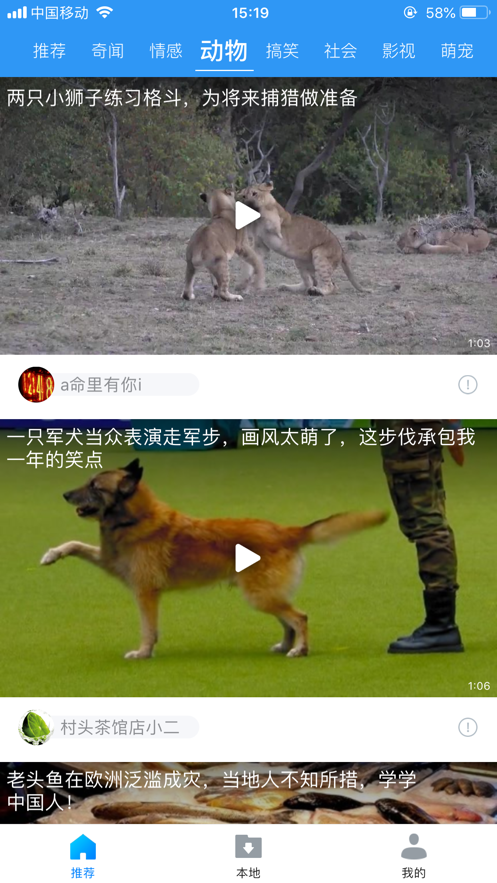 中国移动
15:19
58%
推荐 奇闻 情感 动物 搞笑 社会 影视 萌宠
两只小狮子练习格斗，为将来捕猎做准备
1:03
a命里有你i
一只军犬当众表演走军步，画风太萌了，这步伐承包我
一年的笑点
1:06
村头茶馆店小二
老头鱼在欧洲泛滥成灾，当地人不知所措，学学
中国人！
推荐 本地 我的